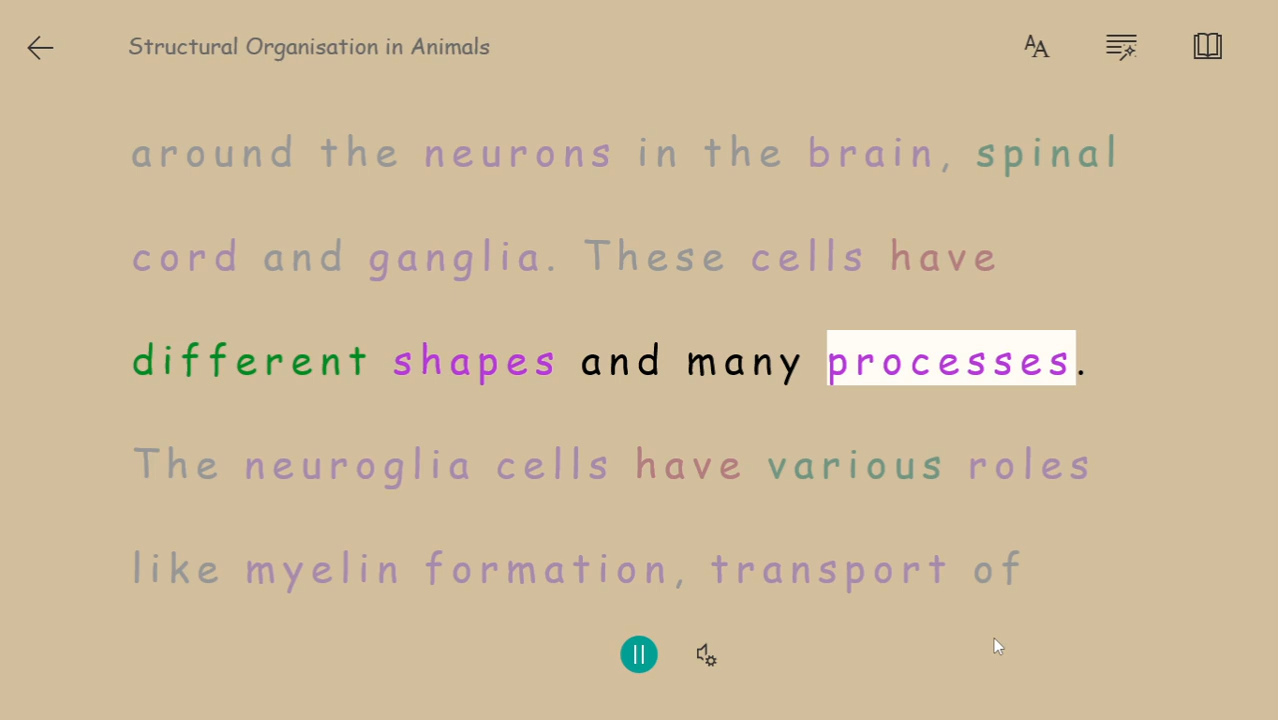 Structural Organisation in Animals
around the neurons in the brain, spinal
cord and ganglia. These cells have
different shapes and many processes.
The neuroglia cells have various roles
like myelin formation, transport of